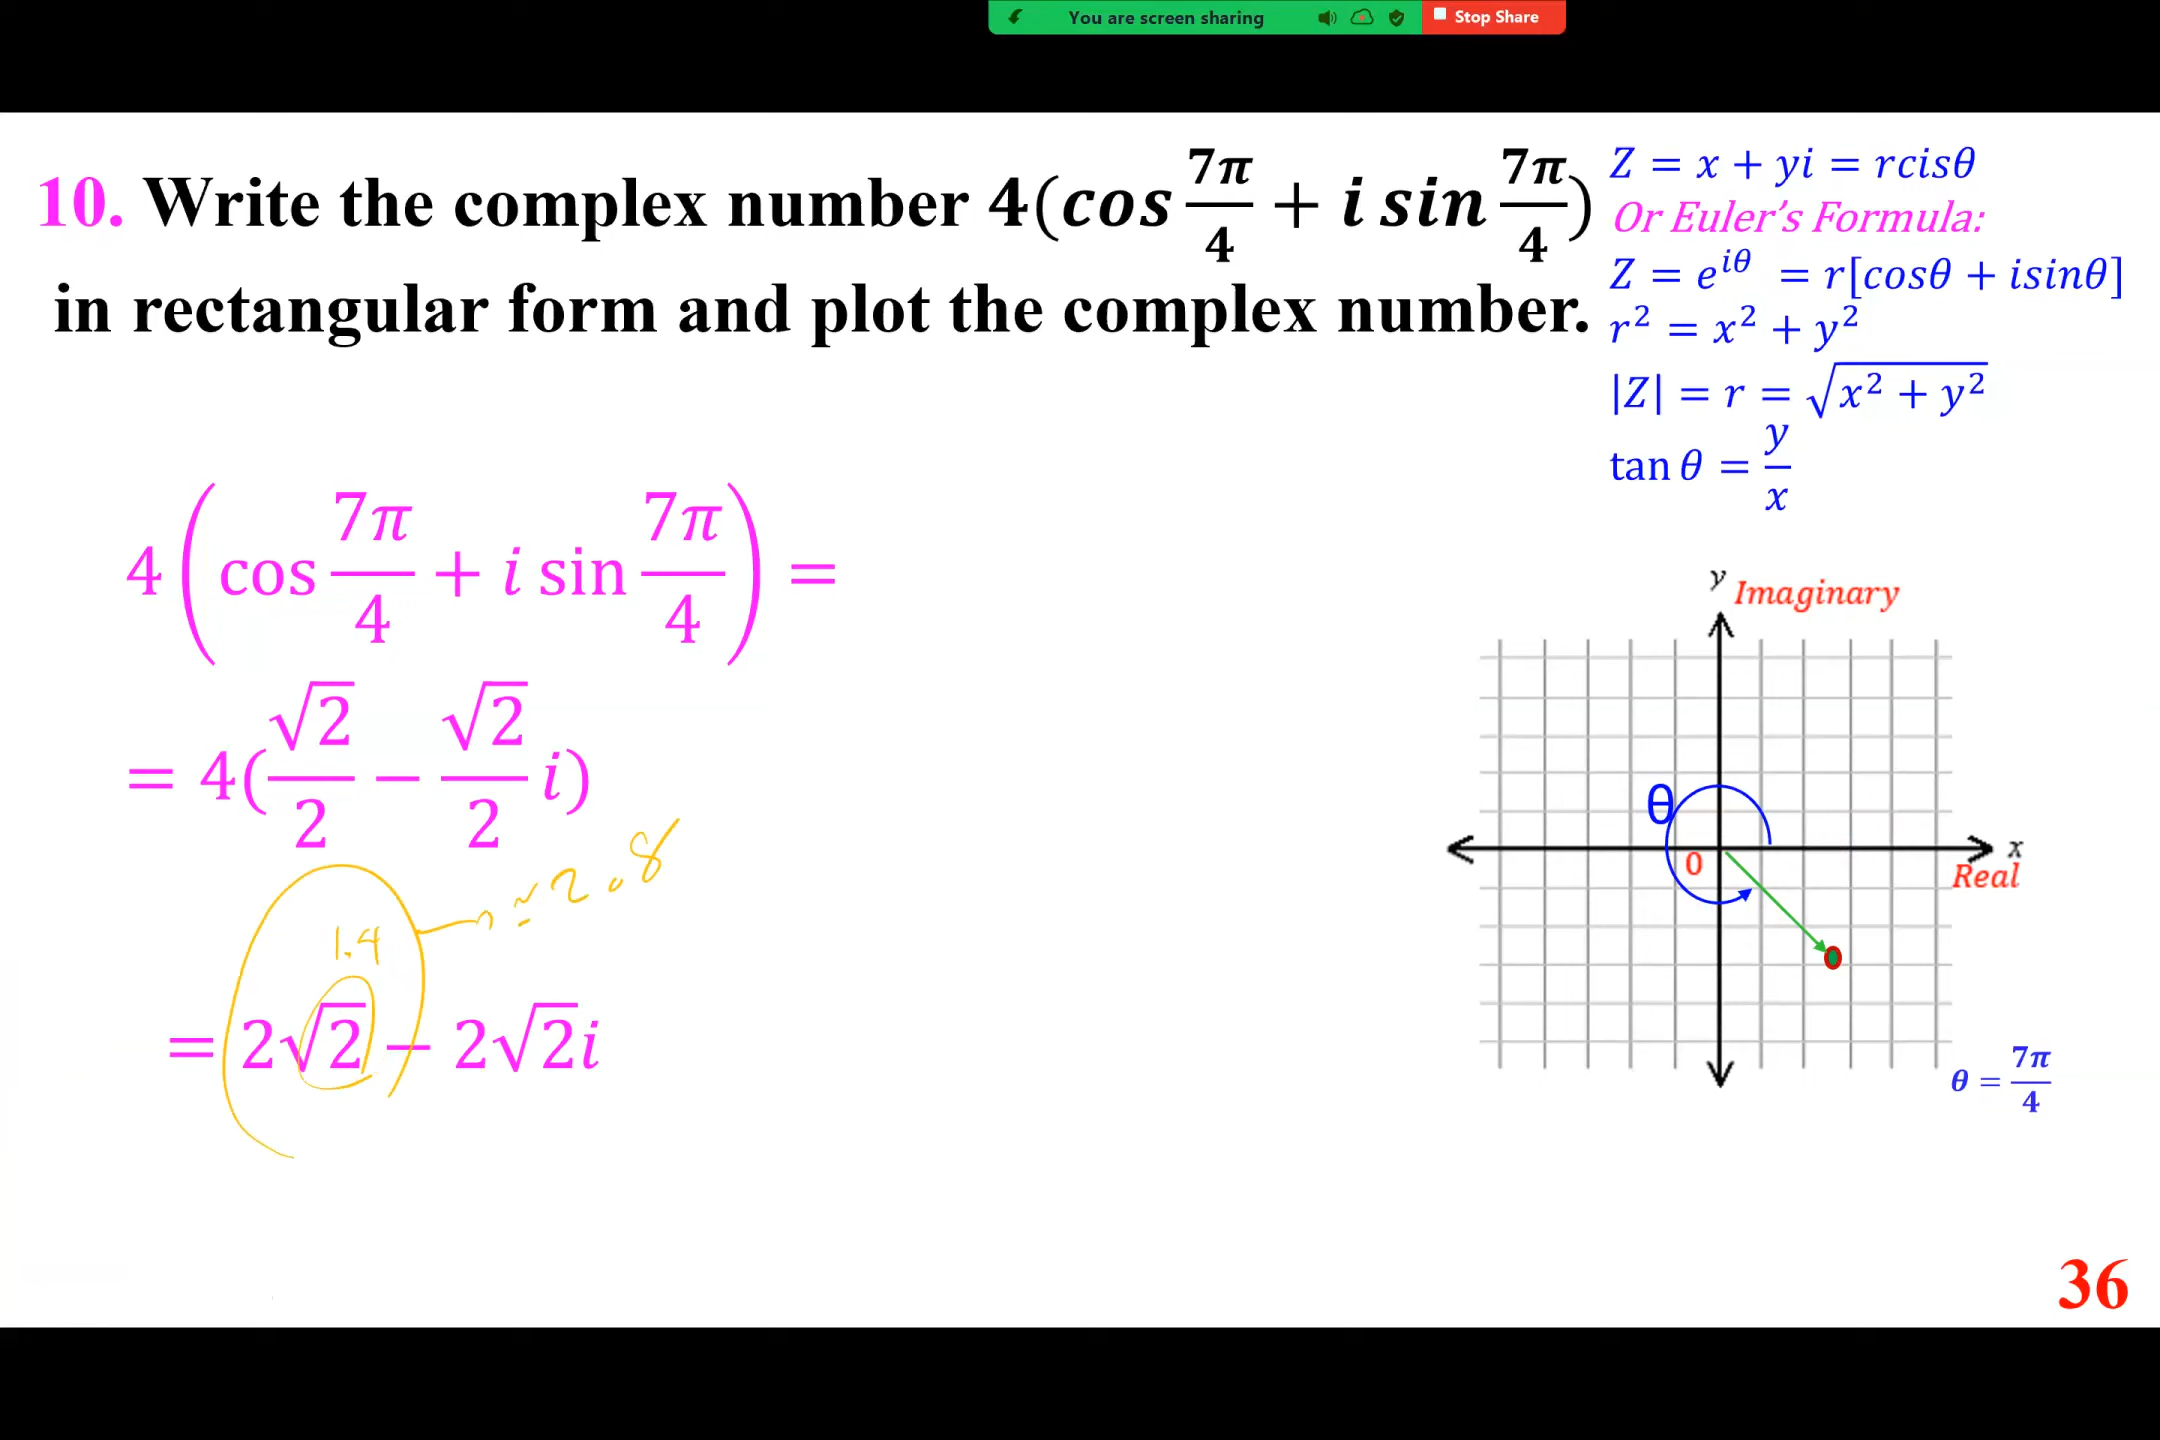 You are screen sharing
Stop Share
10. Write the complex number 4(cos 7π/4 + i sin 7π/4)
in rectangular form and plot the complex number.
Z = x + yi = rcisθ
Or Euler's Formula:
Z = e^{iθ} = r[cosθ + isinθ]
r² = x² + y²
|Z| = r = √(x² + y²)
tan θ = y/x
4(cos 7π/4 + i sin 7π/4) =
= 4(√2/2 − √2/2 i)
≈ 2.8
1.4
= 2√2 − 2√2i
y Imaginary
θ
0
x
Real
θ = 7π/4
36